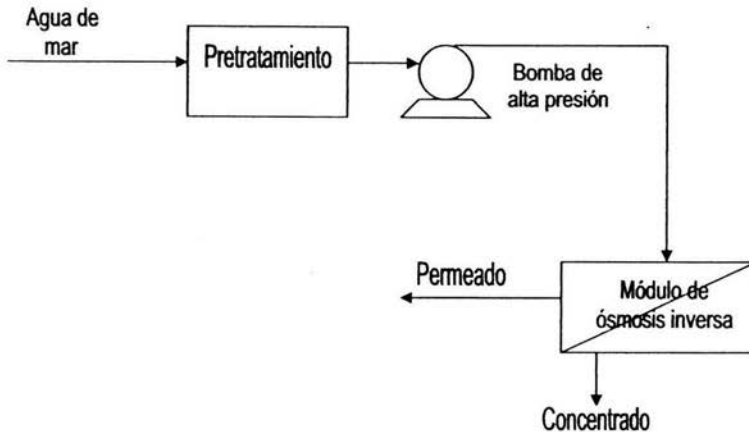 Agua de
mar
Pretratamiento
Bomba de
alta presión
Permeado
Módulo de
ósmosis inversa
Concentrado